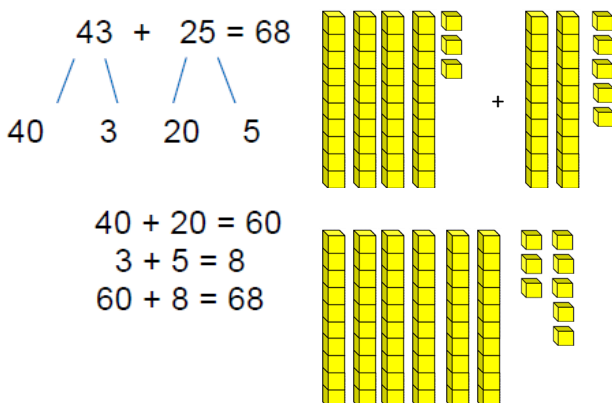 43 + 25 = 68
40 3 20 5
+
40 + 20 = 60
3 + 5 = 8
60 + 8 = 68